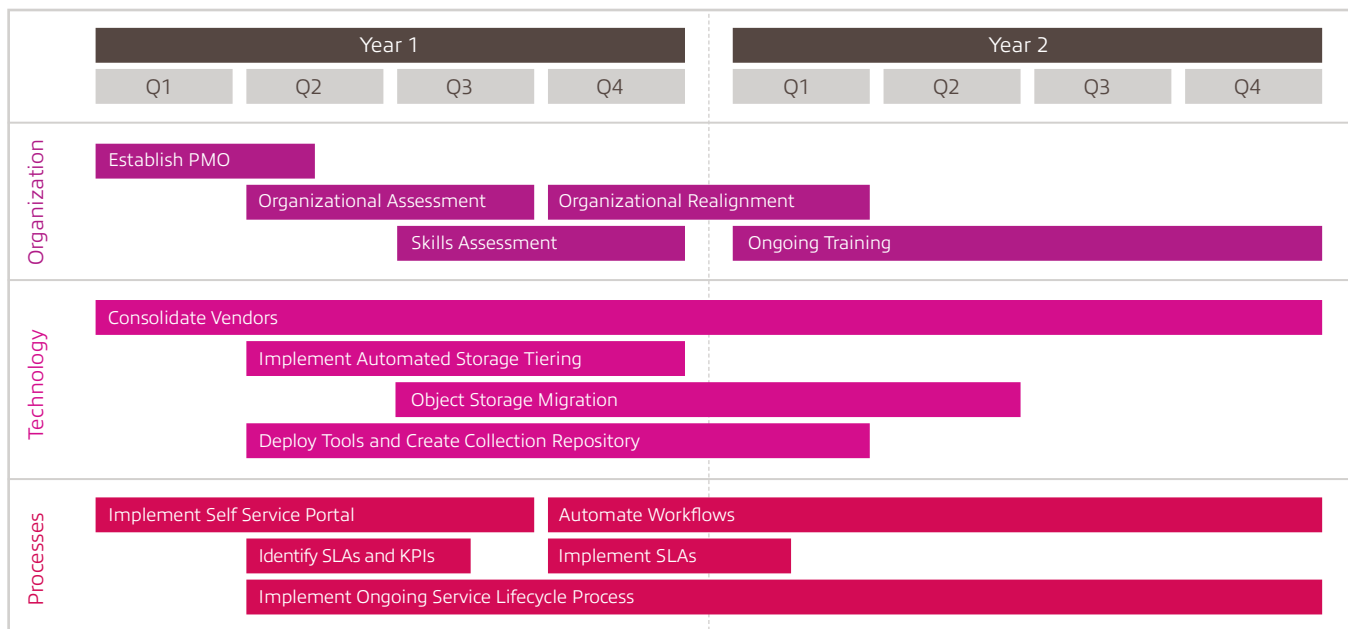 Year 1
Year 2
Q1
Q2
Q3
Q4
Q1
Q2
Q3
Q4
Organization
Establish PMO
Organizational Assessment
Organizational Realignment
Skills Assessment
Ongoing Training
Technology
Consolidate Vendors
Implement Automated Storage Tiering
Object Storage Migration
Deploy Tools and Create Collection Repository
Processes
Implement Self Service Portal
Automate Workflows
Identify SLAs and KPIs
Implement SLAs
Implement Ongoing Service Lifecycle Process